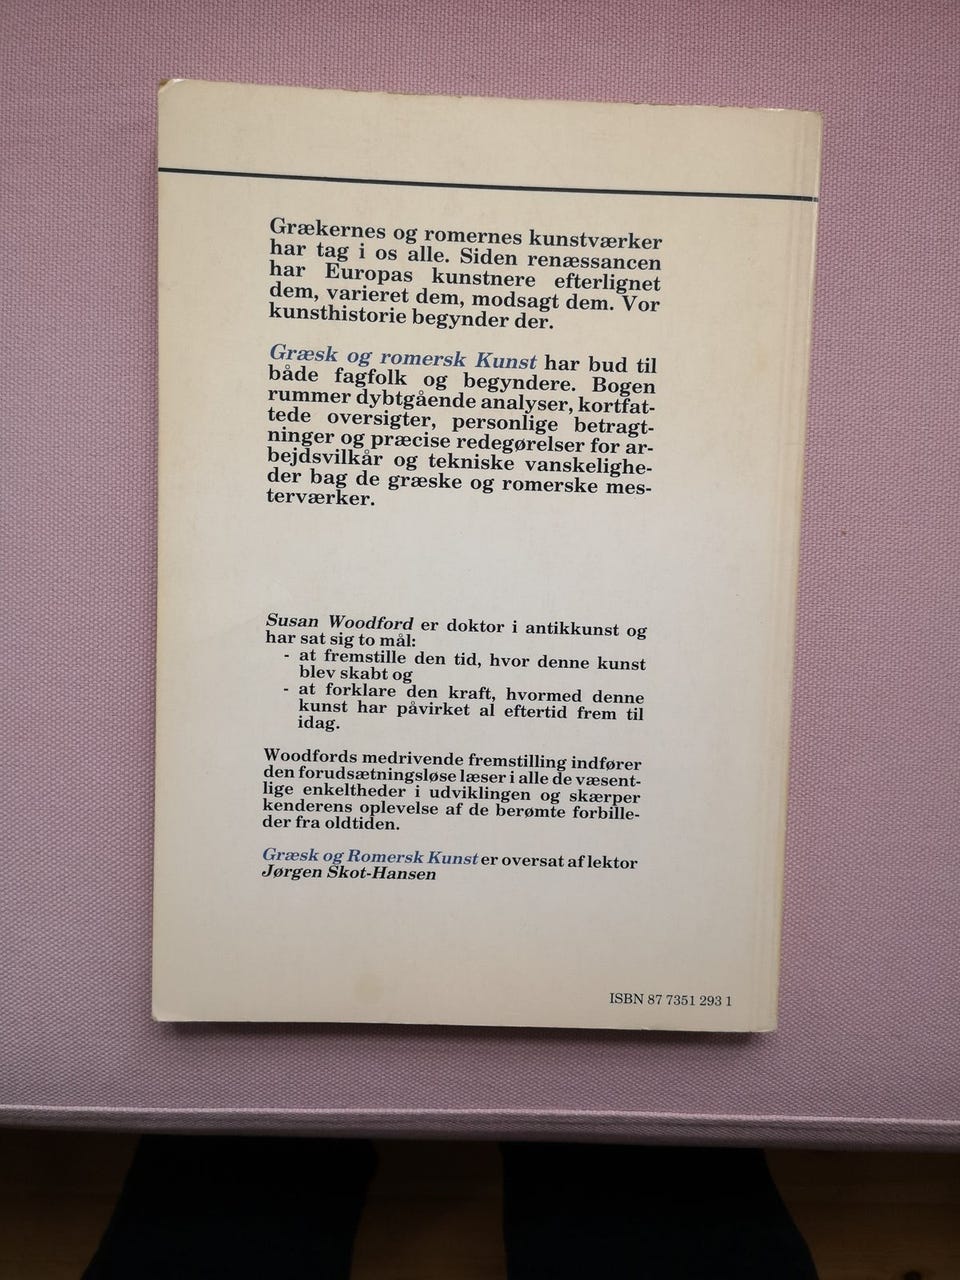 Grækernes og romernes kunstværker
har tag i os alle. Siden renæssancen
har Europas kunstnere efterlignet
dem, varieret dem, modsagt dem. Vor
kunsthistorie begynder der.
Græsk og romersk Kunst har bud til
både fagfolk og begyndere. Bogen
rummer dybtgående analyser, kortfat-
tede oversigter, personlige betragt-
ninger og præcise redegørelser for ar-
bejdsvilkår og tekniske vanskelighe-
der bag de græske og romerske mes-
terværker.
Susan Woodford er doktor i antikkunst og
har sat sig to mål:
- at fremstille den tid, hvor denne kunst
blev skabt og
- at forklare den kraft, hvormed denne
kunst har påvirket al eftertid frem til
idag.
Woodfords medrivende fremstilling indfører
den forudsætningsløse læser i alle de væsent-
lige enkeltheder i udviklingen og skærper
kenderens oplevelse af de berømte forbille-
der fra oldtiden.
Græsk og Romersk Kunst er oversat af lektor
Jørgen Skot-Hansen
ISBN 87 7351 293 1